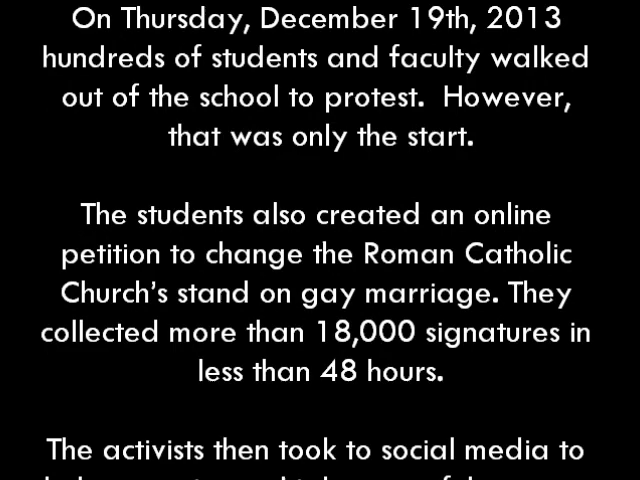 On Thursday, December 19th, 2013
hundreds of students and faculty walked
out of the school to protest.  However,
that was only the start.
The students also created an online
petition to change the Roman Catholic
Church's stand on gay marriage. They
collected more than 18,000 signatures in
less than 48 hours.
The activists then took to social media to